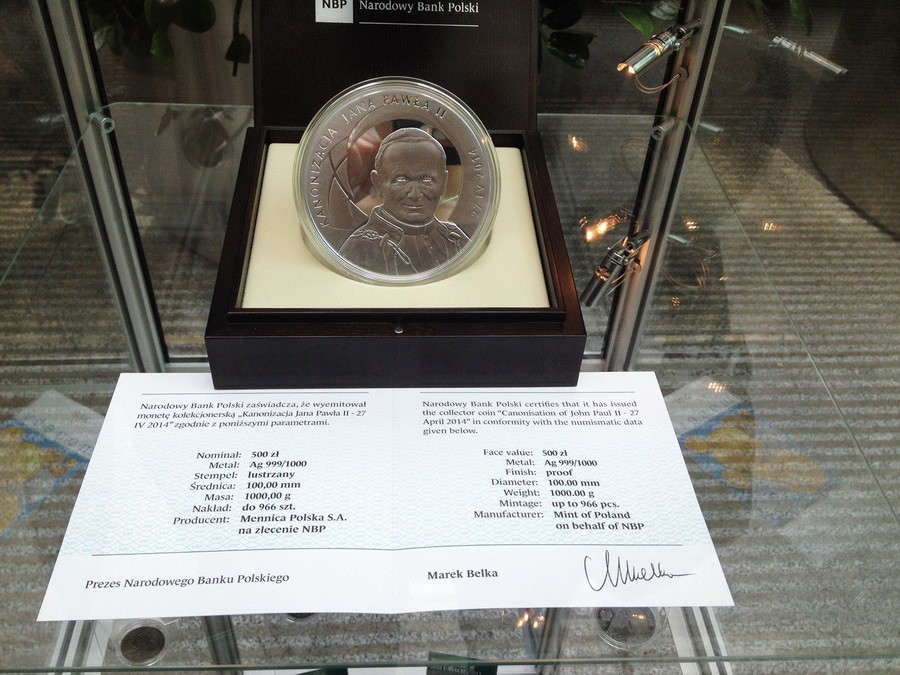 NBP Narodowy Bank Polski
KANONIZACJA JANA PAWŁA II
Narodowy Bank Polski zaświadcza, że wyemitował
monetę kolekcjonerską „Kanonizacja Jana Pawła II - 27
IV 2014” zgodnie z poniższymi parametrami.
Nominał: 500 zł
Metal: Ag 999/1000
Stempel: lustrzany
Średnica: 100,00 mm
Masa: 1000,00 g
Nakład: do 966 szt.
Producent: Mennica Polska S.A.
na zlecenie NBP
Prezes Narodowego Banku Polskiego
Narodowy Bank Polski certifies that it has issued
the collector coin “Canonisation of John Paul II - 27
April 2014” in conformity with the numismatic data
given below.
Face value: 500 zł
Metal: Ag 999/1000
Finish: proof
Diameter: 100.00 mm
Weight: 1000.00 g
Mintage: up to 966 pcs.
Manufacturer: Mint of Poland
on behalf of NBP
Marek Belka